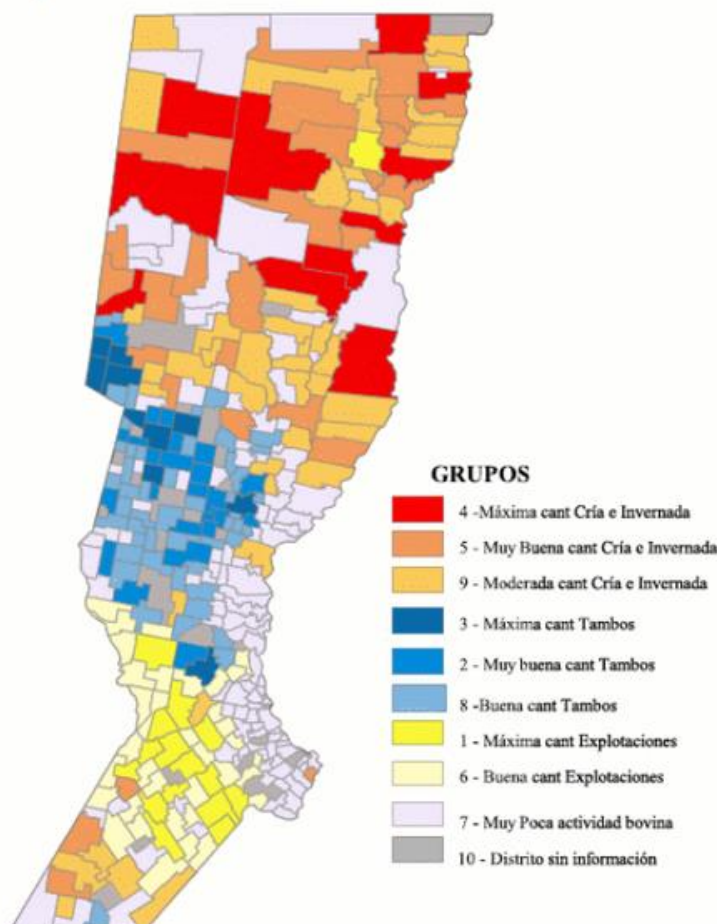 GRUPOS
4 -Máxima cant Cría e Invernada
5 - Muy Buena cant Cría e Invernada
9 - Moderada cant Cría e Invernada
3 - Máxima cant Tambos
2 - Muy buena cant Tambos
8 -Buena cant Tambos
1 - Máxima cant Explotaciones
6 - Buena cant Explotaciones
7 - Muy Poca actividad bovina
10 - Distrito sin información